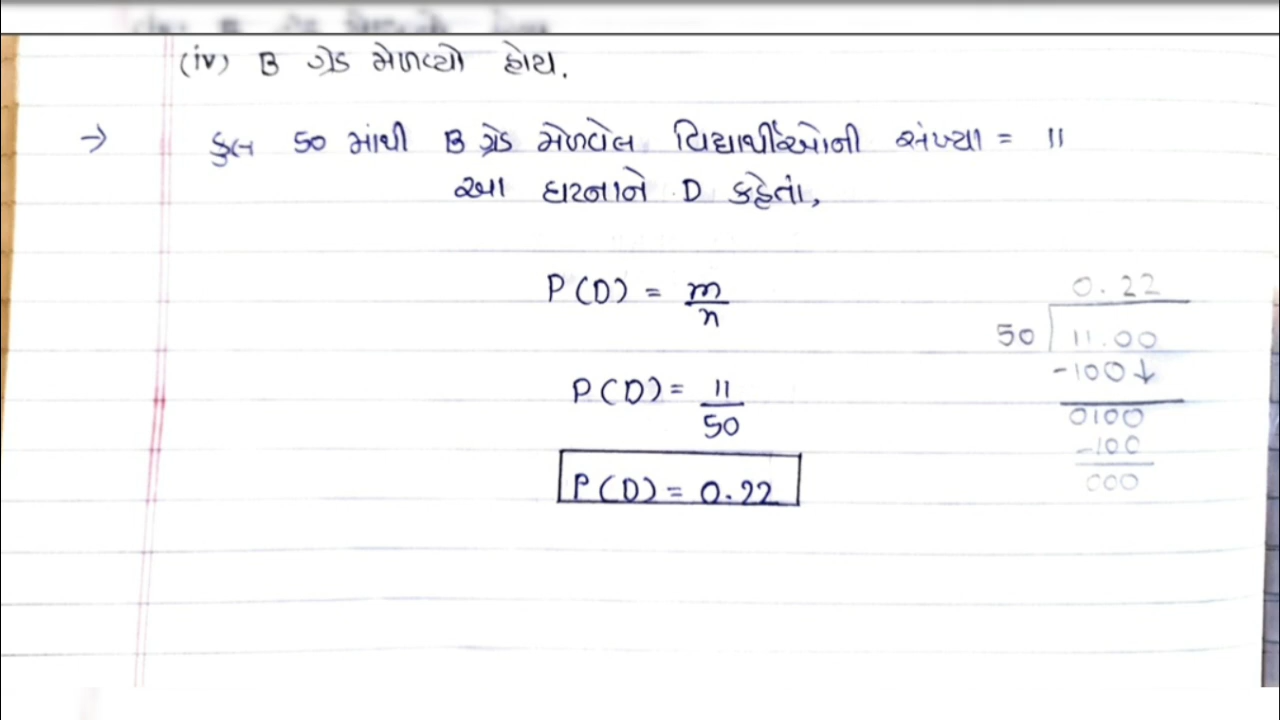 (iv) B ગ્રેડ મેળવ્યો હોય.
→ કુલ 50 માંથી B ગ્રેડ મેળવેલ વિદ્યાર્થીઓની સંખ્યા = 11
આ ઘટનાને D કહેતાં,
P(D) = m/n
P(D) = 11/50
P(D) = 0.22
0.22
50 11.00
-100↓
0100
-100
000